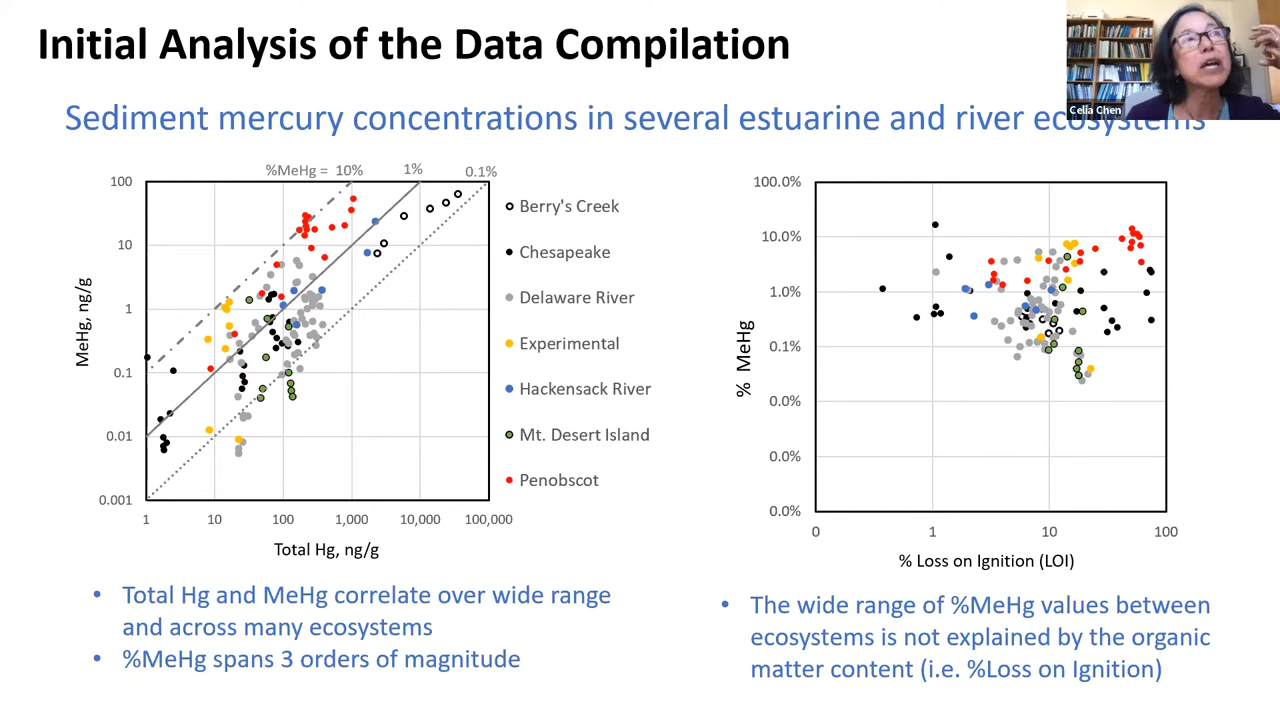 Initial Analysis of the Data Compilation
Celia Chen
Sediment mercury concentrations in several estuarine and river ecosystems
%MeHg = 10%
1%
0.1%
100
10
1
0.1
0.01
0.001
MeHg, ng/g
1
10
100
1,000
10,000
100,000
Total Hg, ng/g
Berry's Creek
Chesapeake
Delaware River
Experimental
Hackensack River
Mt. Desert Island
Penobscot
100.0%
10.0%
1.0%
0.1%
0.0%
0.0%
0.0%
% MeHg
0
1
10
100
% Loss on Ignition (LOI)
• Total Hg and MeHg correlate over wide range
and across many ecosystems
• %MeHg spans 3 orders of magnitude
• The wide range of %MeHg values between
ecosystems is not explained by the organic
matter content (i.e. %Loss on Ignition)